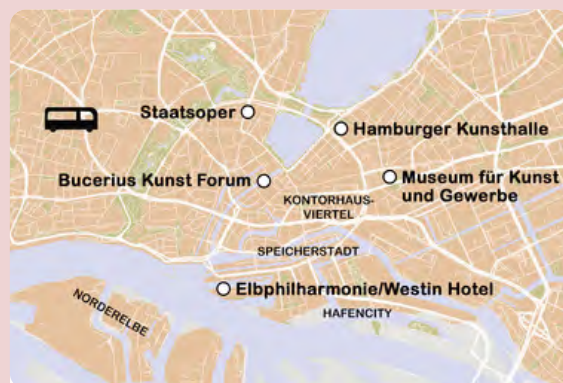 Staatsoper
Hamburger Kunsthalle
Bucerius Kunst Forum
Museum für Kunst
und Gewerbe
KONTORHAUS-
VIERTEL
SPEICHERSTADT
Elbphilharmonie/Westin Hotel
NORDERELBE
HAFENCITY